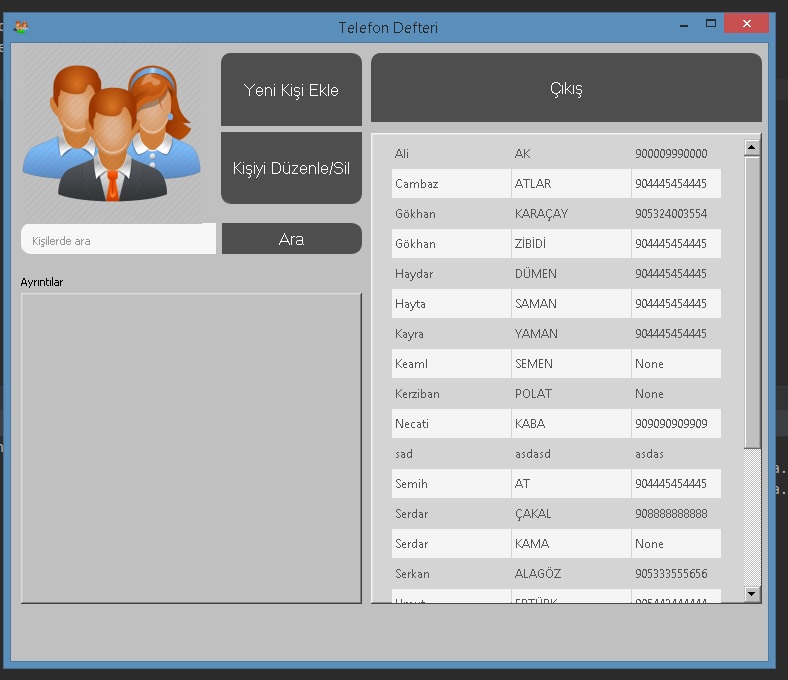 Telefon Defteri
Yeni Kişi Ekle
Çıkış
Kişiyi Düzenle/Sil
Kişilerde ara
Ara
Ayrıntılar
Ali AK 900009990000
Cambaz ATLAR 904445454445
Gökhan KARAÇAY 905324003554
Gökhan ZİBİDİ 904445454445
Haydar DÜMEN 904445454445
Hayta SAMAN 904445454445
Kayra YAMAN 904445454445
Keaml SEMEN None
Kerziban POLAT None
Necati KABA 909090909909
sad asdasd asdas
Semih AT 904445454445
Serdar ÇAKAL 908888888888
Serdar KAMA None
Serkan ALAGÖZ 905333555656